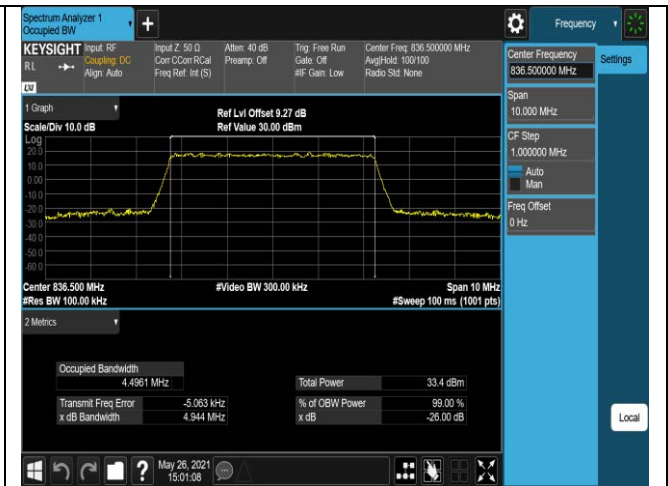 Spectrum Analyzer 1
Occupied BW
Frequency
KEYSIGHT
RL
LXI
Input: RF
Coupling: DC
Align: Auto
Input Z: 50 Ω
Corr CCorr RCal
Freq Ref: Int (S)
Atten: 40 dB
Preamp: Off
Trig: Free Run
Gate: Off
#IF Gain: Low
Center Freq: 836.500000 MHz
Avg|Hold: 100/100
Radio Std: None
Center Frequency
836.500000 MHz
Settings
Span
10.000 MHz
CF Step
1.000000 MHz
Auto
Man
Freq Offset
0 Hz
1 Graph
Scale/Div 10.0 dB
Ref Lvl Offset 9.27 dB
Ref Value 30.00 dBm
Log
20.0
10.0
0.00
-10.0
-20.0
-30.0
-40.0
-50.0
-60.0
Center 836.500 MHz
#Video BW 300.00 kHz
Span 10 MHz
#Res BW 100.00 kHz
#Sweep 100 ms (1001 pts)
2 Metrics
Occupied Bandwidth
4.4961 MHz
Total Power 33.4 dBm
Transmit Freq Error -5.063 kHz
% of OBW Power 99.00 %
x dB Bandwidth 4.944 MHz
x dB -26.00 dB
Local
?
May 26, 2021
15:01:08